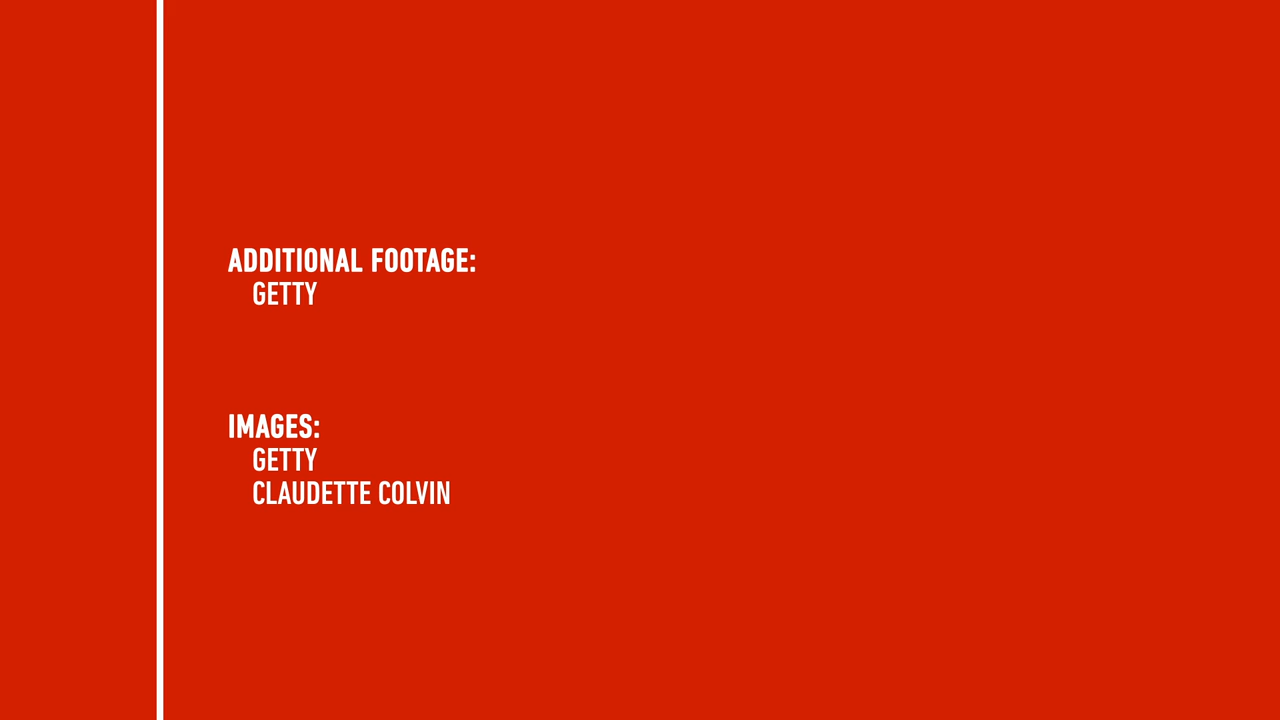 ADDITIONAL FOOTAGE:
GETTY
IMAGES:
GETTY
CLAUDETTE COLVIN